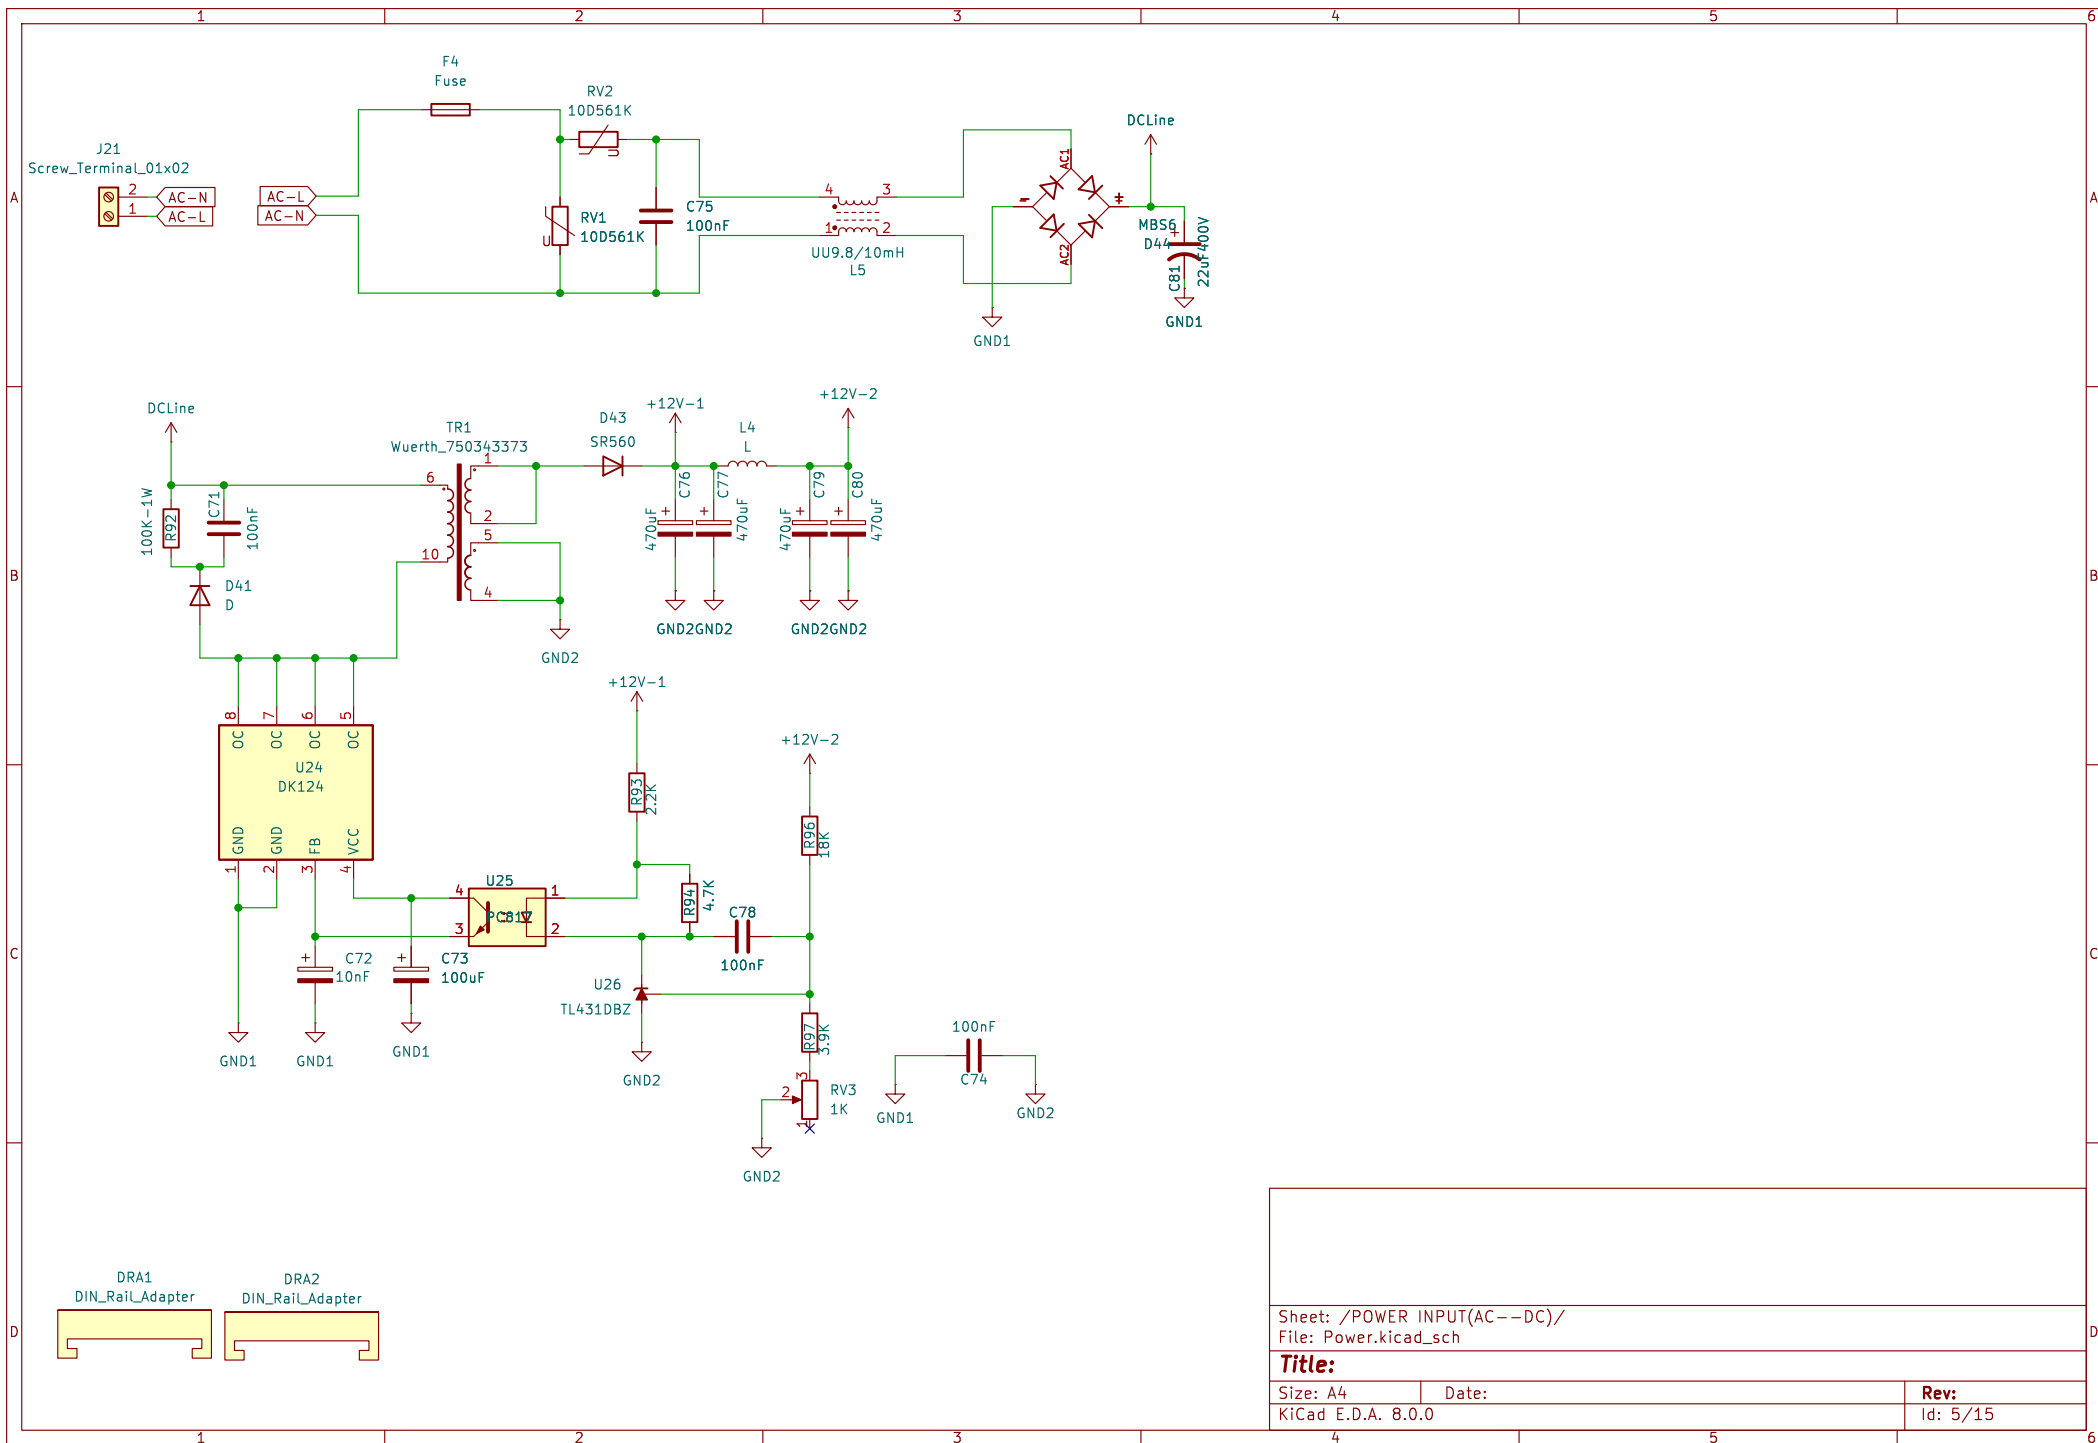 1 2 3 4 5 6
A
B
C
D
A
B
C
D
F4
Fuse
RV2
10D561K
J21
Screw_Terminal_01x02
2
1
AC-N
AC-L
AC-L
AC-N
U
RV1
10D561K
U
C75
100nF
4
3
1
2
UU9.8/10mH
L5
AC1
AC2
-
+
MBS6
D44
DCLine
+
C81
22uF400V
GND1
GND1
DCLine
100K-1W
R92
C71
100nF
D41
D
TR1
Wuerth_750343373
6
10
1
2
5
4
D43
SR560
+12V-1
L4
L
+12V-2
C76
470uF
+
C77
470uF
+
C79
470uF
+
C80
470uF
+
GND2
GND2
GND2
GND2
GND2
8
7
6
5
OC
OC
OC
OC
U24
DK124
GND
GND
FB
VCC
1
2
3
4
+12V-1
R93
2.2K
+12V-2
R96
18K
U25
PC817
4
3
1
2
R94
4.7K
C78
100nF
+
C72
10nF
+
C73
100uF
GND1
GND1
GND1
U26
TL431DBZ
GND2
R97
3.9K
3
2
1
RV3
1K
GND2
100nF
C74
GND1
GND2
DRA1
DIN_Rail_Adapter
DRA2
DIN_Rail_Adapter
Sheet: /POWER INPUT(AC--DC)/
File: Power.kicad_sch
Title:
Size: A4
Date:
Rev:
KiCad E.D.A. 8.0.0
Id: 5/15
1 2 3 4 5 6